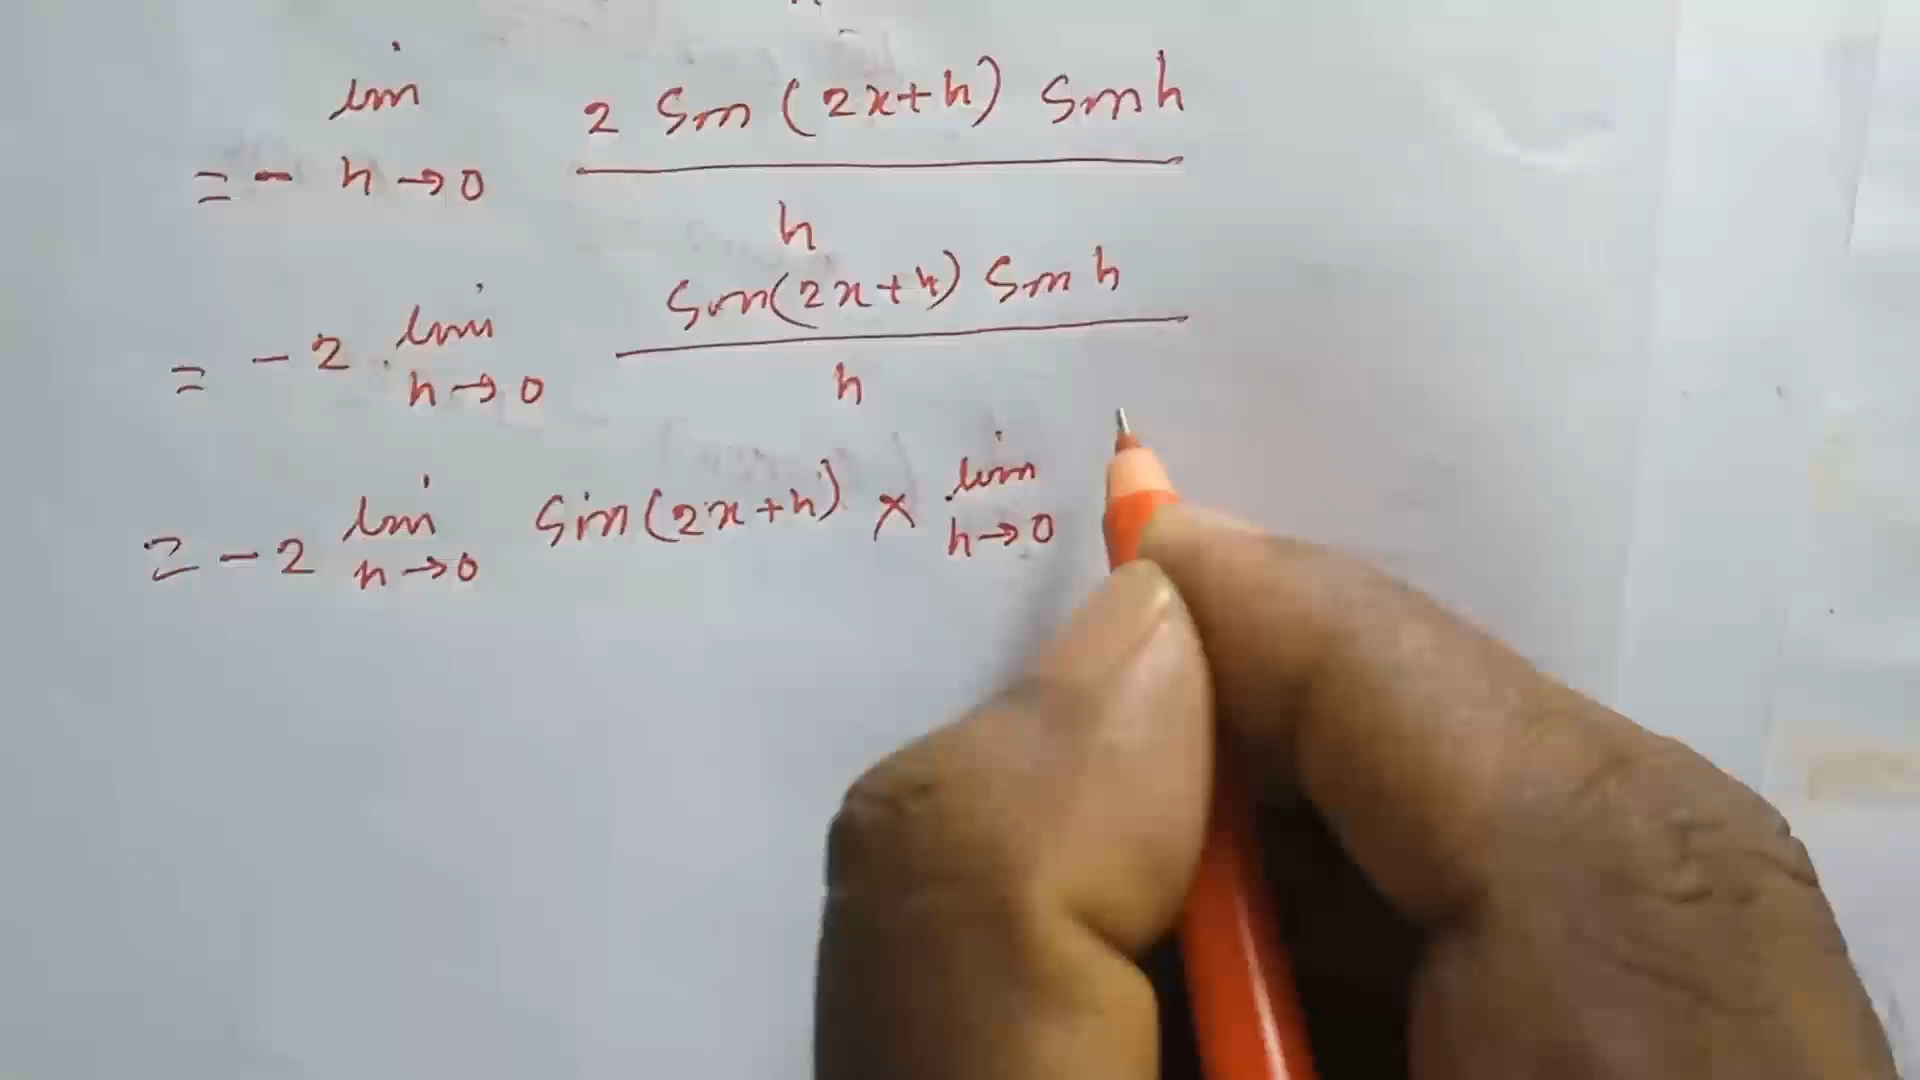 lim 2 Sin (2x+h) Sinh
= - h→0 h
= -2 . lim Sin(2x+h) Sin h
h→0 h
= -2 lim Sin(2x+h) × lim
h→0 h→0